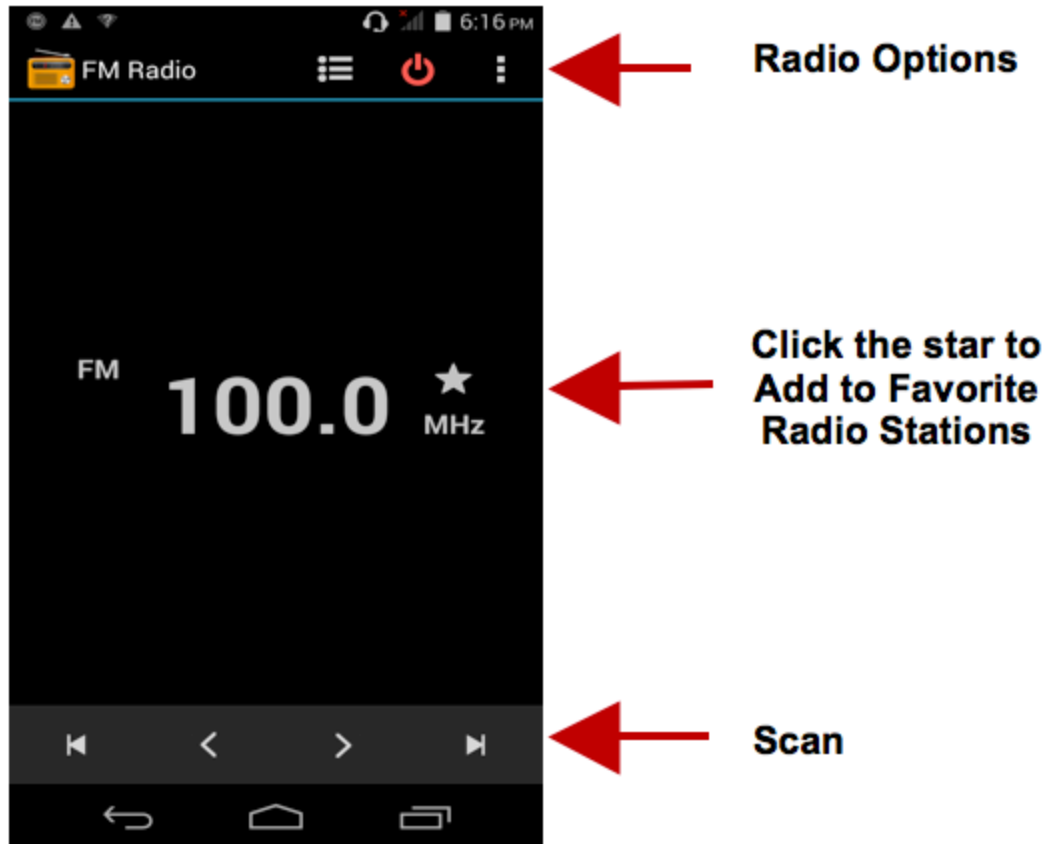 6:16 PM
FM Radio
Radio Options
FM
100.0
MHz
Click the star to
Add to Favorite
Radio Stations
Scan